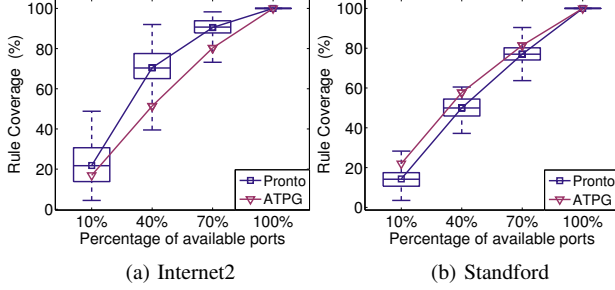 100
80
60
40
20
0
Rule Coverage (%)
10% 40% 70% 100%
Percentage of available ports
Pronto
ATPG
(a) Internet2
100
80
60
40
20
0
Rule Coverage (%)
10% 40% 70% 100%
Percentage of available ports
Pronto
ATPG
(b) Standford